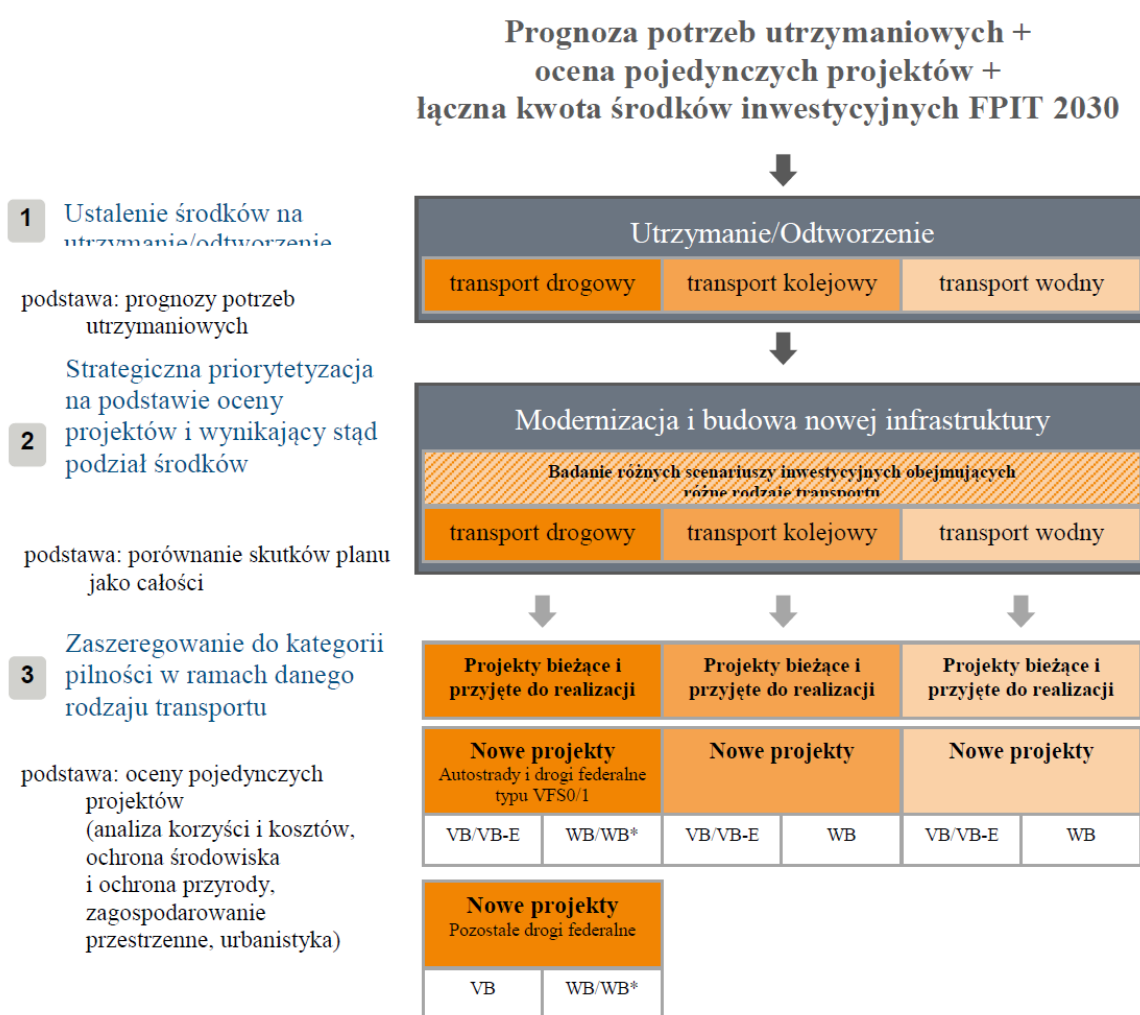 Prognoza potrzeb utrzymaniowych +
ocena pojedynczych projektów +
łączna kwota środków inwestycyjnych FPIT 2030
1
Ustalenie środków na
utrzymanie/odtworzenie
podstawa: prognozy potrzeb
utrzymaniowych
Utrzymanie/Odtworzenie
transport drogowy
transport kolejowy
transport wodny
2
Strategiczna priorytetyzacja
na podstawie oceny
projektów i wynikający stąd
podział środków
podstawa: porównanie skutków planu
jako całości
Modernizacja i budowa nowej infrastruktury
Badanie różnych scenariuszy inwestycyjnych obejmujących
różne rodzaje transportu
transport drogowy
transport kolejowy
transport wodny
3
Zaszeregowanie do kategorii
pilności w ramach danego
rodzaju transportu
podstawa: oceny pojedynczych
projektów
(analiza korzyści i kosztów,
ochrona środowiska
i ochrona przyrody,
zagospodarowanie
przestrzenne, urbanistyka)
Projekty bieżące i
przyjęte do realizacji
Projekty bieżące i
przyjęte do realizacji
Projekty bieżące i
przyjęte do realizacji
Nowe projekty
Autostrady i drogi federalne
typu VFS0/1
Nowe projekty
Nowe projekty
VB/VB-E
WB/WB*
VB/VB-E
WB
VB/VB-E
WB
Nowe projekty
Pozostałe drogi federalne
VB
WB/WB*